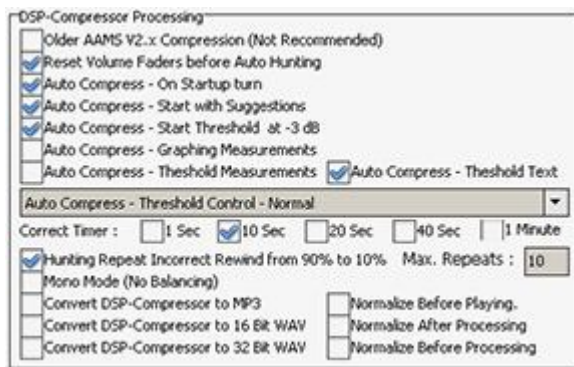 DSP-Compressor Processing
Older AAMS V2.x Compression (Not Recommended)
Reset Volume Faders before Auto Hunting
Auto Compress - On Startup turn
Auto Compress - Start with Suggestions
Auto Compress - Start Threshold at -3 dB
Auto Compress - Graphing Measurements
Auto Compress - Theshold Measurements Auto Compress - Theshold Text
Auto Compress - Threshold Control - Normal
Correct Timer : 1 Sec 10 Sec 20 Sec 40 Sec 1 Minute
Hunting Repeat Incorrect Rewind from 90% to 10% Max. Repeats : 10
Mono Mode (No Balancing)
Convert DSP-Compressor to MP3 Normalize Before Playing.
Convert DSP-Compressor to 16 Bit WAV Normalize After Processing
Convert DSP-Compressor to 32 Bit WAV Normalize Before Processing